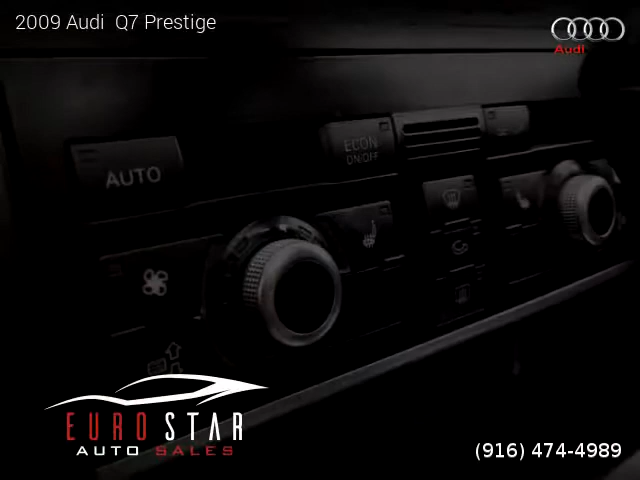 2009 Audi Q7 Prestige
Audi
AUTO
ECON
ON/OFF
EURO STAR
AUTO SALES
(916) 474-4989